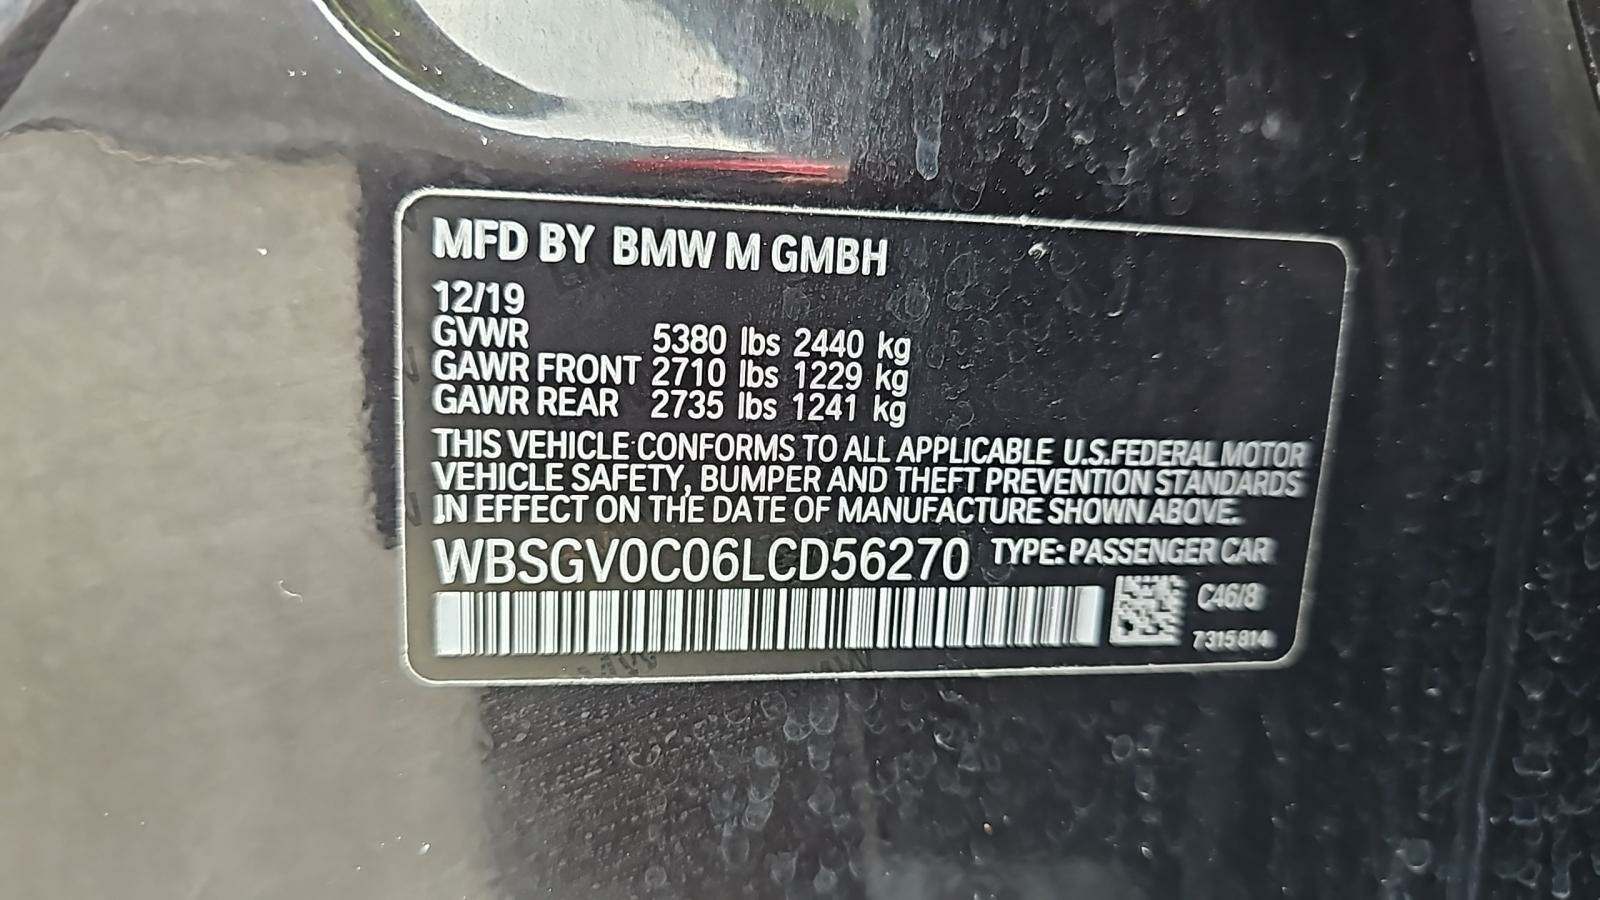 MFD BY BMW M GMBH
12/19
GVWR 5380 lbs 2440 kg
GAWR FRONT 2710 lbs 1229 kg
GAWR REAR 2735 lbs 1241 kg
THIS VEHICLE CONFORMS TO ALL APPLICABLE U.S.FEDERAL MOTOR
VEHICLE SAFETY, BUMPER AND THEFT PREVENTION STANDARDS
IN EFFECT ON THE DATE OF MANUFACTURE SHOWN ABOVE.
WBSGV0C06LCD56270 TYPE: PASSENGER CAR
C46/8
7315814